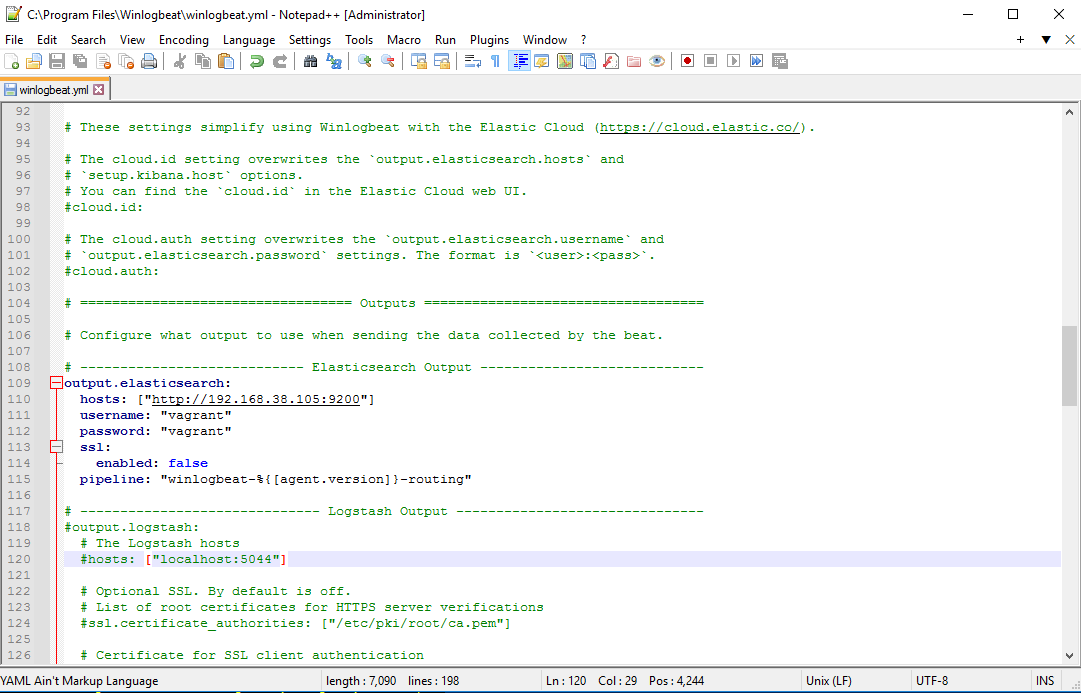 C:\Program Files\Winlogbeat\winlogbeat.yml - Notepad++ [Administrator]
File Edit Search View Encoding Language Settings Tools Macro Run Plugins Window ?
winlogbeat.yml
92
93 # These settings simplify using Winlogbeat with the Elastic Cloud (https://cloud.elastic.co/).
94
95 # The cloud.id setting overwrites the `output.elasticsearch.hosts` and
96 # `setup.kibana.host` options.
97 # You can find the `cloud.id` in the Elastic Cloud web UI.
98 #cloud.id:
99
100 # The cloud.auth setting overwrites the `output.elasticsearch.username` and
101 # `output.elasticsearch.password` settings. The format is `<user>:<pass>`.
102 #cloud.auth:
103
104 # ================================== Outputs ===================================
105
106 # Configure what output to use when sending the data collected by the beat.
107
108 # ---------------------------- Elasticsearch Output ----------------------------
109 output.elasticsearch:
110   hosts: ["http://192.168.38.105:9200"]
111   username: "vagrant"
112   password: "vagrant"
113   ssl:
114     enabled: false
115   pipeline: "winlogbeat-%{[agent.version]}-routing"
116
117 # ------------------------------ Logstash Output -------------------------------
118 #output.logstash:
119   # The Logstash hosts
120   #hosts: ["localhost:5044"]
121
122   # Optional SSL. By default is off.
123   # List of root certificates for HTTPS server verifications
124   #ssl.certificate_authorities: ["/etc/pki/root/ca.pem"]
125
126   # Certificate for SSL client authentication
YAML Ain't Markup Language length : 7,090 lines : 198 Ln : 120 Col : 29 Pos : 4,244 Unix (LF) UTF-8 INS